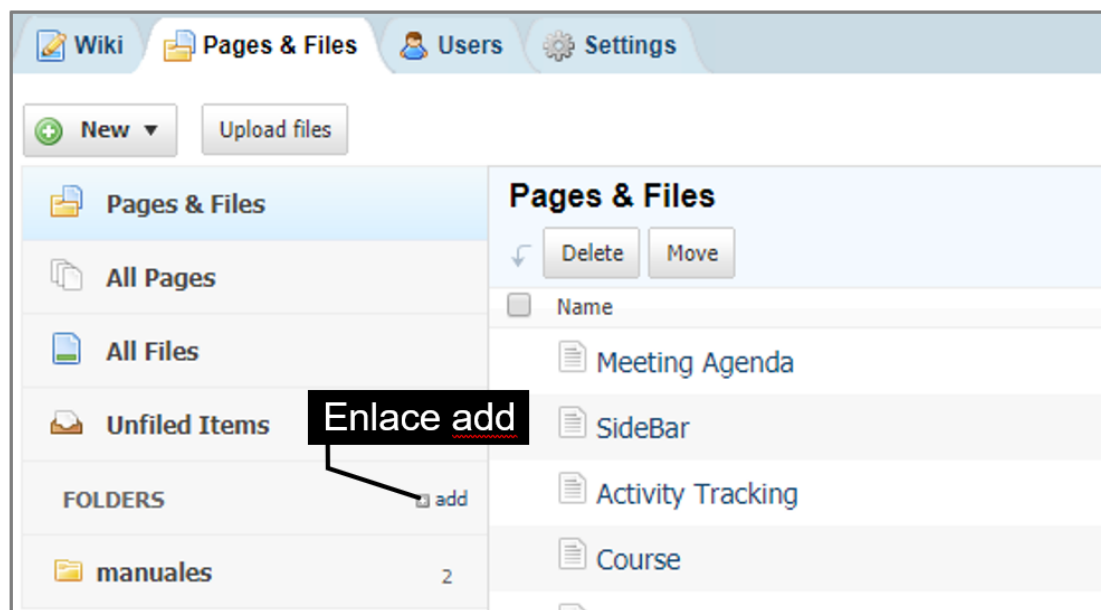 Wiki Pages & Files Users Settings
New Upload files
Pages & Files
All Pages
All Files
Unfiled Items
Enlace add
FOLDERS add
manuales 2
Pages & Files
Delete Move
Name
Meeting Agenda
SideBar
Activity Tracking
Course